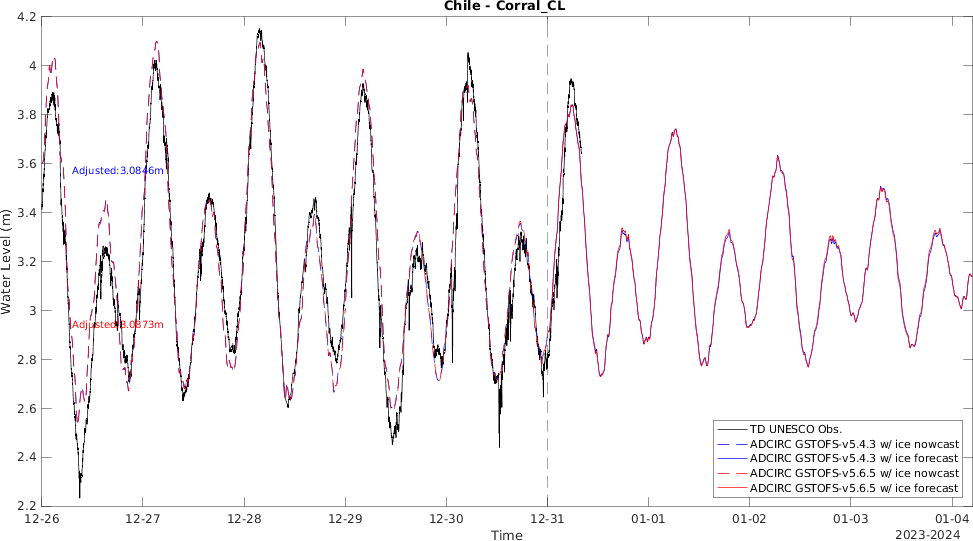 Chile - Corral_CL
4.2
4
3.8
3.6
3.4
3.2
3
2.8
2.6
2.4
2.2
Water Level (m)
Adjusted:3.0846m
Adjusted:3.0873m
TD UNESCO Obs.
ADCIRC GSTOFS-v5.4.3 w/ ice nowcast
ADCIRC GSTOFS-v5.4.3 w/ ice forecast
ADCIRC GSTOFS-v5.6.5 w/ ice nowcast
ADCIRC GSTOFS-v5.6.5 w/ ice forecast
12-26 12-27 12-28 12-29 12-30 12-31 01-01 01-02 01-03 01-04
Time
2023-2024